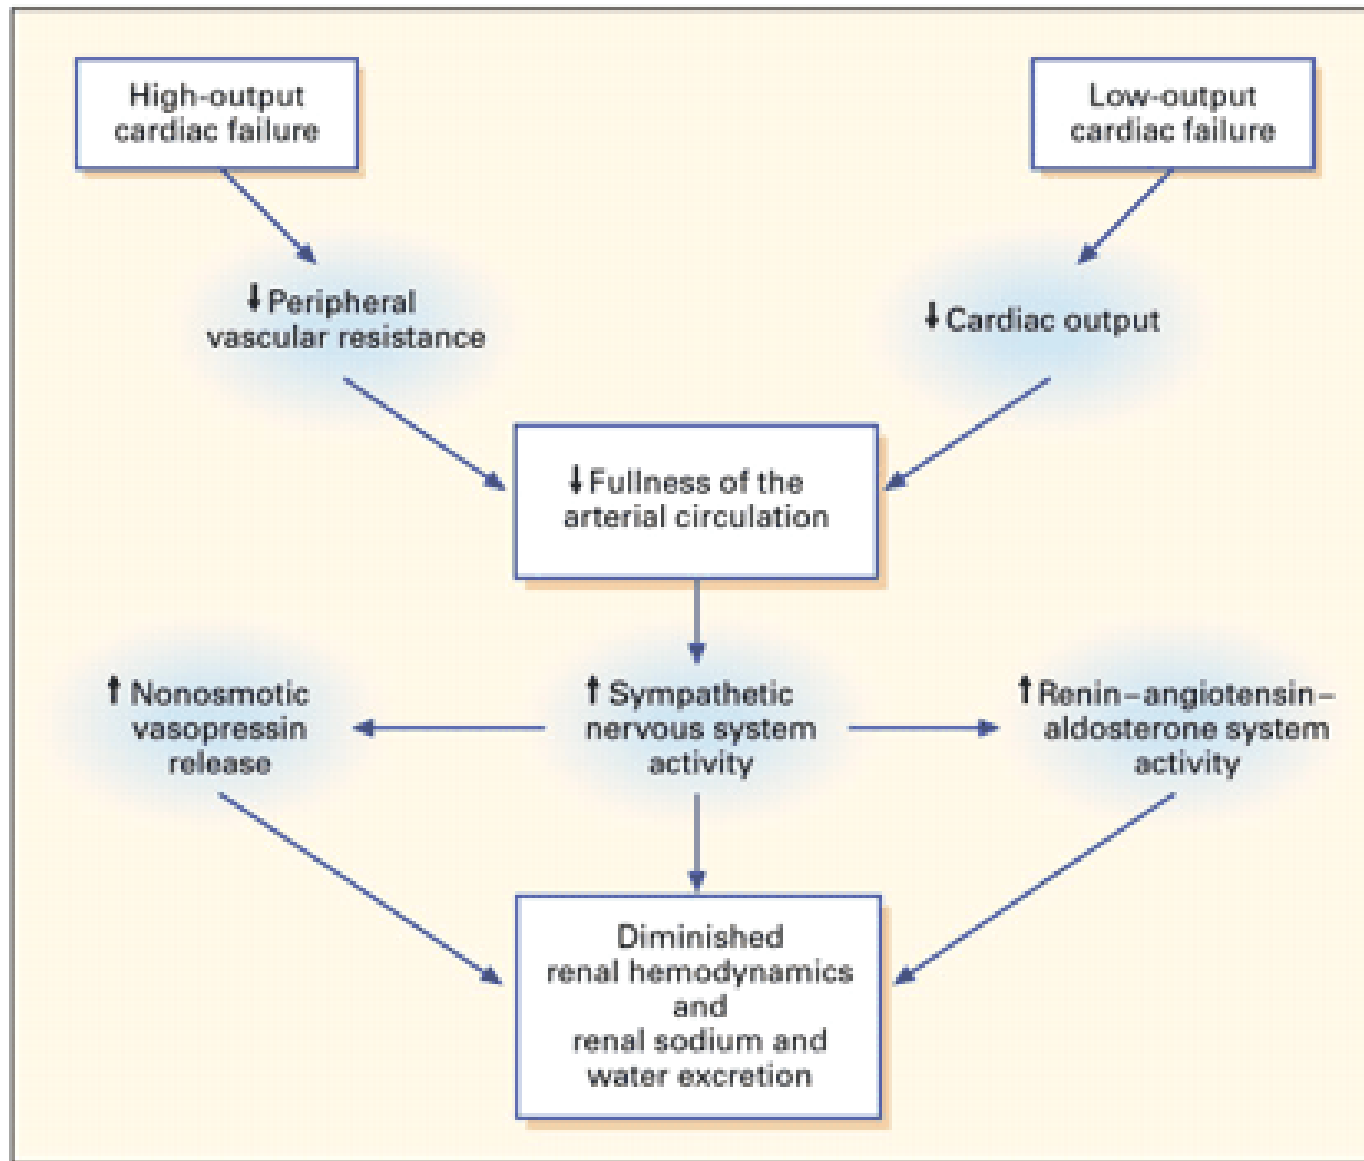 High-output
cardiac failure
Low-output
cardiac failure
↓ Peripheral
vascular resistance
↓ Cardiac output
↓ Fullness of the
arterial circulation
↑ Nonosmotic
vasopressin
release
↑ Sympathetic
nervous system
activity
↑ Renin–angiotensin–
aldosterone system
activity
Diminished
renal hemodynamics
and
renal sodium and
water excretion